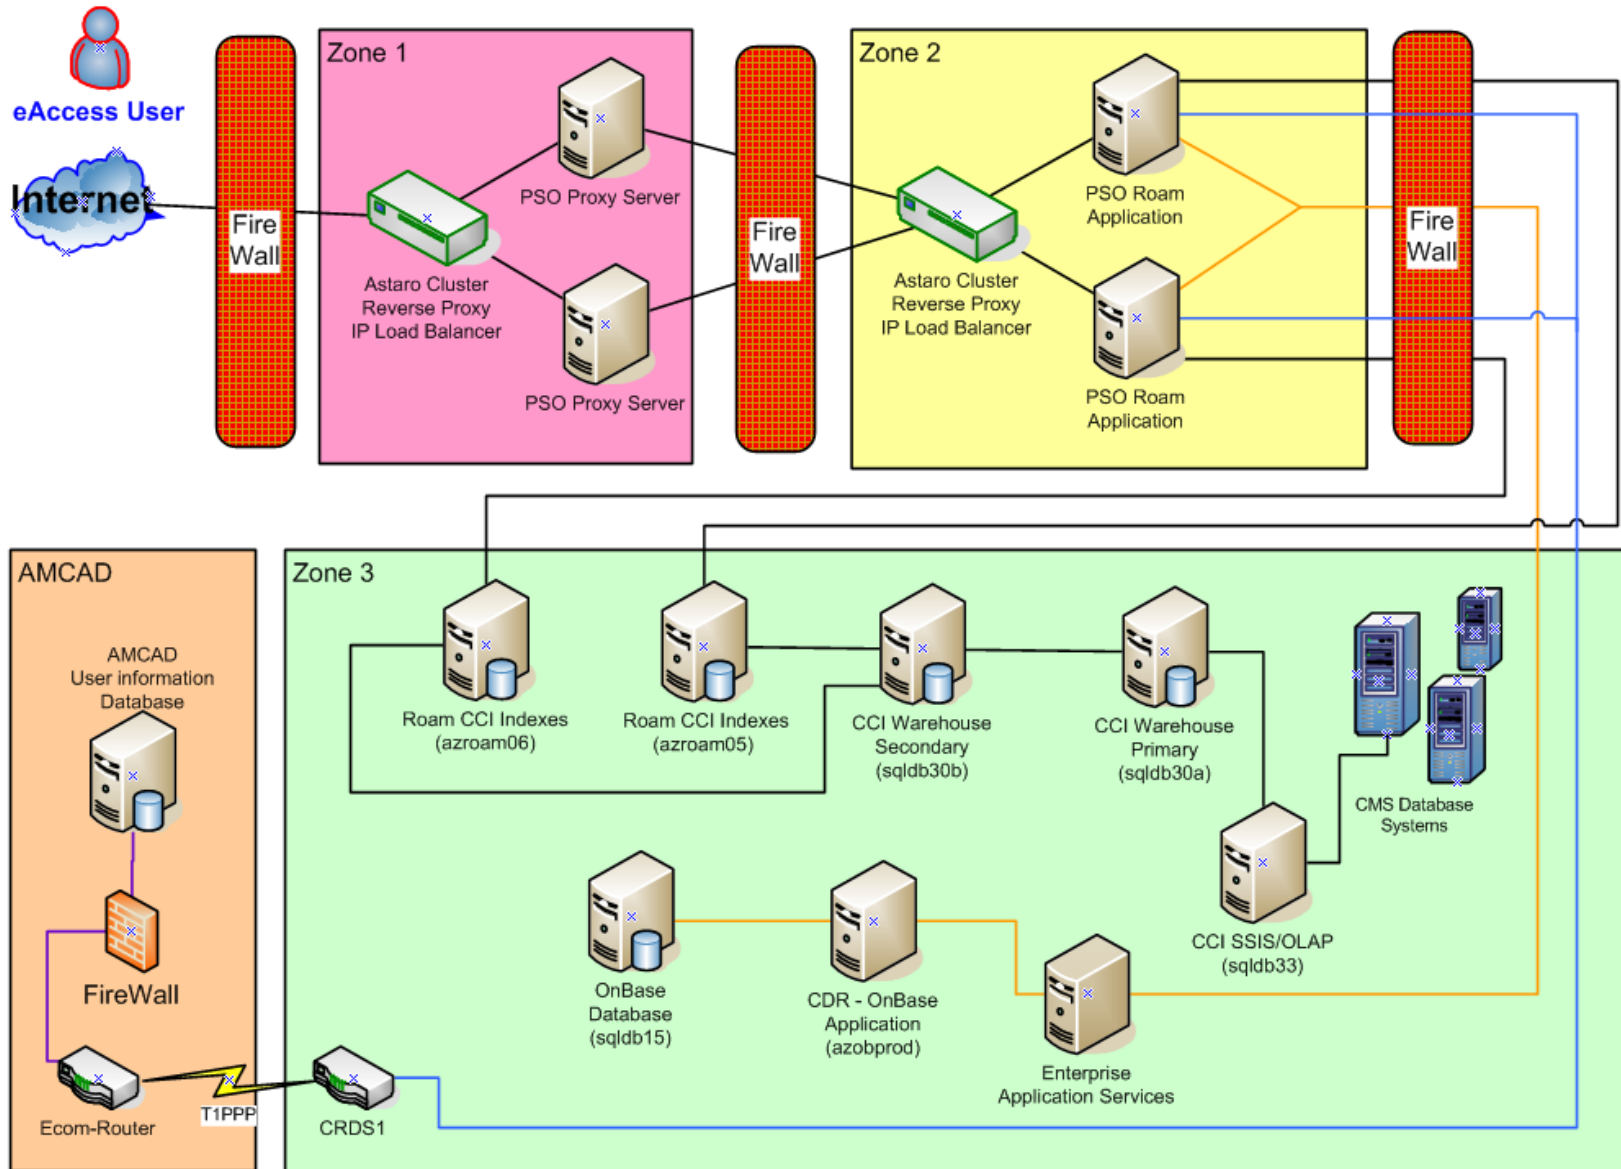 eAccess User
Internet
Fire
Wall
Zone 1
PSO Proxy Server
Astaro Cluster
Reverse Proxy
IP Load Balancer
PSO Proxy Server
Fire
Wall
Zone 2
PSO Roam
Application
Astaro Cluster
Reverse Proxy
IP Load Balancer
PSO Roam
Application
Fire
Wall
AMCAD
AMCAD
User information
Database
FireWall
Ecom-Router
T1PPP
Zone 3
Roam CCI Indexes
(azroam06)
Roam CCI Indexes
(azroam05)
CCI Warehouse
Secondary
(sqldb30b)
CCI Warehouse
Primary
(sqldb30a)
CMS Database
Systems
CCI SSIS/OLAP
(sqldb33)
OnBase
Database
(sqldb15)
CDR - OnBase
Application
(azobprod)
Enterprise
Application Services
CRDS1